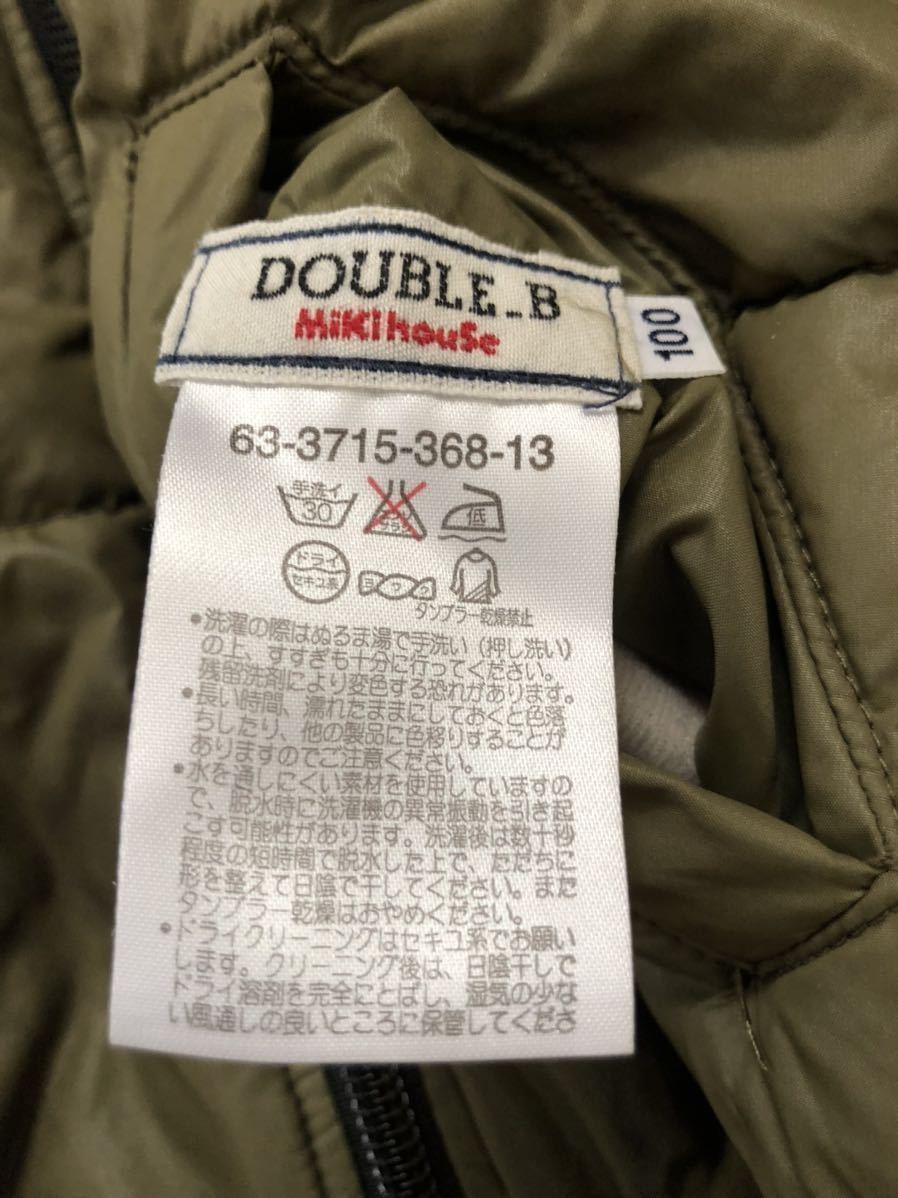 DOUBLE_B
MiKihouSe
100
63-3715-368-13
手洗イ
30
低
ドライ
セキユ系
ヨワク
タンブラー乾燥禁止
•洗濯の際はぬるま湯で手洗い(押し洗い)
の上、すすぎも十分に行ってください。
残留洗剤により変色する恐れがあります。
•長い時間、濡れたままにしておくと色落
ちしたり、他の製品に色移りすることが
ありますのでご注意ください。
•水を通しにくい素材を使用していますの
で、脱水時に洗濯機の異常振動を引き起
こす可能性があります。洗濯後は数十秒
程度の短時間で脱水した上で、ただちに
形を整えて日陰で干してください。また
タンブラー乾燥はおやめください。
•ドライクリーニングはセキユ系でお願い
します。クリーニング後は、日陰干しで
ドライ溶剤を完全にとばし、湿気の少な
い風通しの良いところに保管してくださ